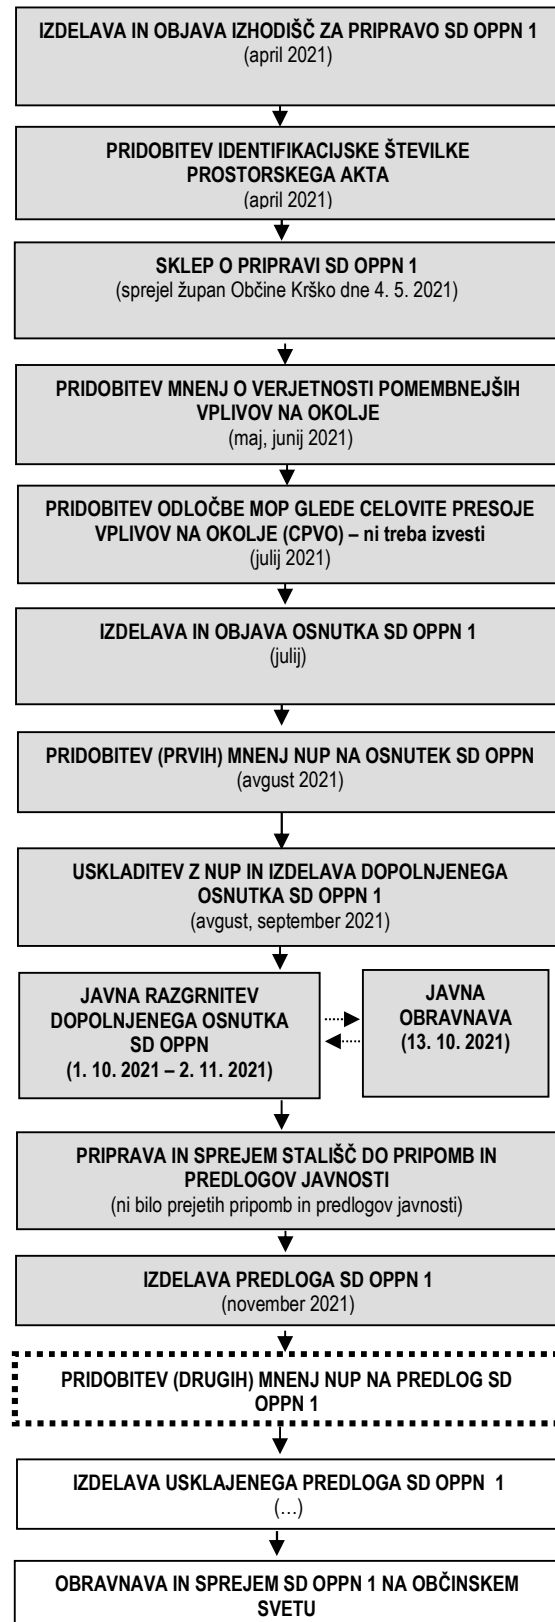 IZDELAVA IN OBJAVA IZHODIŠČ ZA PRIPRAVO SD OPPN 1
(april 2021)
PRIDOBITEV IDENTIFIKACIJSKE ŠTEVILKE
PROSTORSKEGA AKTA
(april 2021)
SKLEP O PRIPRAVI SD OPPN 1
(sprejel župan Občine Krško dne 4. 5. 2021)
PRIDOBITEV MNENJ O VERJETNOSTI POMEMBNEJŠIH
VPLIVOV NA OKOLJE
(maj, junij 2021)
PRIDOBITEV ODLOČBE MOP GLEDE CELOVITE PRESOJE
VPLIVOV NA OKOLJE (CPVO) – ni treba izvesti
(julij 2021)
IZDELAVA IN OBJAVA OSNUTKA SD OPPN 1
(julij)
PRIDOBITEV (PRVIH) MNENJ NUP NA OSNUTEK SD OPPN
(avgust 2021)
USKLADITEV Z NUP IN IZDELAVA DOPOLNJENEGA
OSNUTKA SD OPPN 1
(avgust, september 2021)
JAVNA RAZGRNITEV
DOPOLNJENEGA OSNUTKA
SD OPPN
(1. 10. 2021 – 2. 11. 2021)
JAVNA
OBRAVNAVA
(13. 10. 2021)
PRIPRAVA IN SPREJEM STALIŠČ DO PRIPOMB IN
PREDLOGOV JAVNOSTI
(ni bilo prejetih pripomb in predlogov javnosti)
IZDELAVA PREDLOGA SD OPPN 1
(november 2021)
PRIDOBITEV (DRUGIH) MNENJ NUP NA PREDLOG SD
OPPN 1
IZDELAVA USKLAJENEGA PREDLOGA SD OPPN 1
(…)
OBRAVNAVA IN SPREJEM SD OPPN 1 NA OBČINSKEM
SVETU